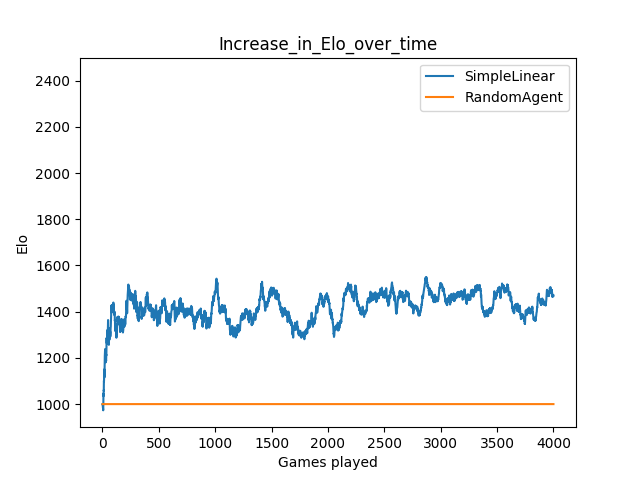 Increase_in_Elo_over_time
SimpleLinear
RandomAgent
Elo
2400
2200
2000
1800
1600
1400
1200
1000
0 500 1000 1500 2000 2500 3000 3500 4000
Games played